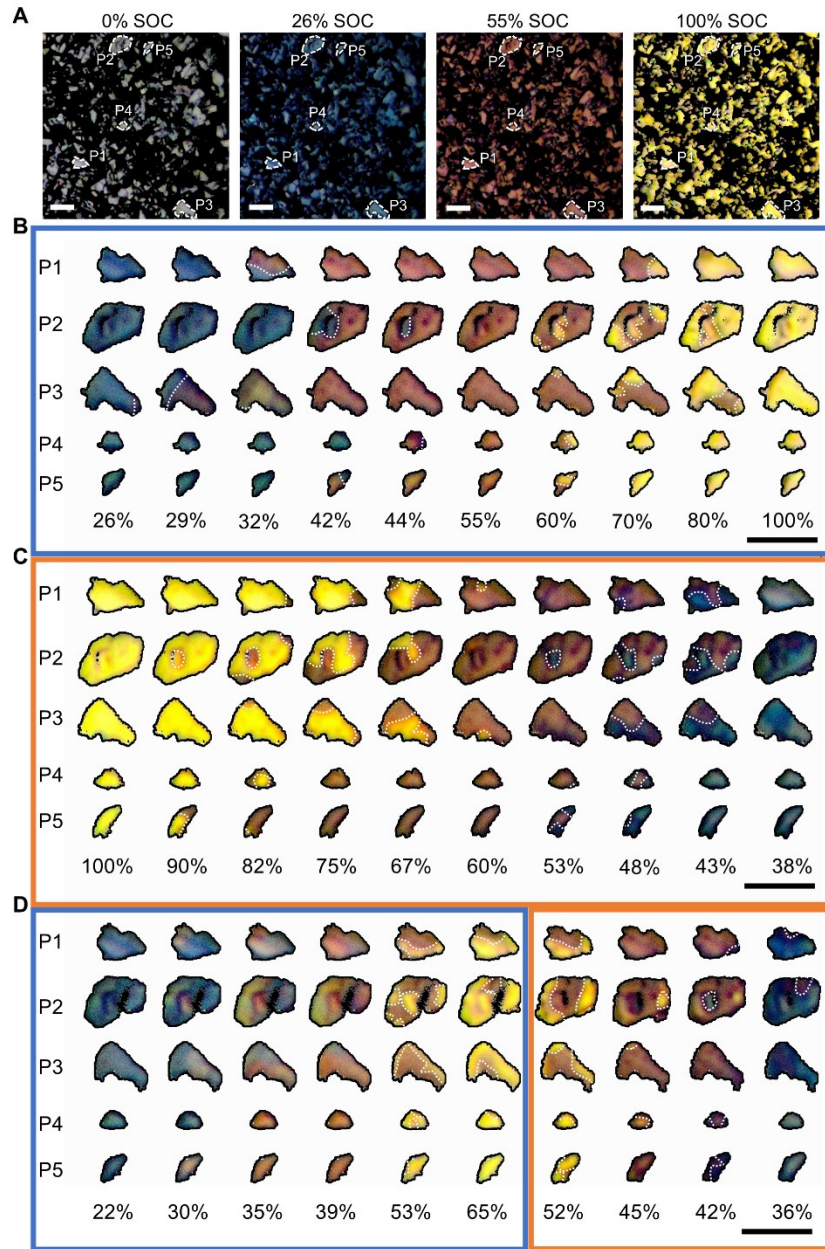 A
0% SOC 26% SOC 55% SOC 100% SOC
P2 P5 P2 P5 P2 P5 P2 P5
P4 P4 P4 P4
P1 P1 P1 P1
P3 P3 P3 P3
B
P1
P2
P3
P4
P5
26% 29% 32% 42% 44% 55% 60% 70% 80% 100%
C
P1
P2
P3
P4
P5
100% 90% 82% 75% 67% 60% 53% 48% 43% 38%
D
P1
P2
P3
P4
P5
22% 30% 35% 39% 53% 65% 52% 45% 42% 36%